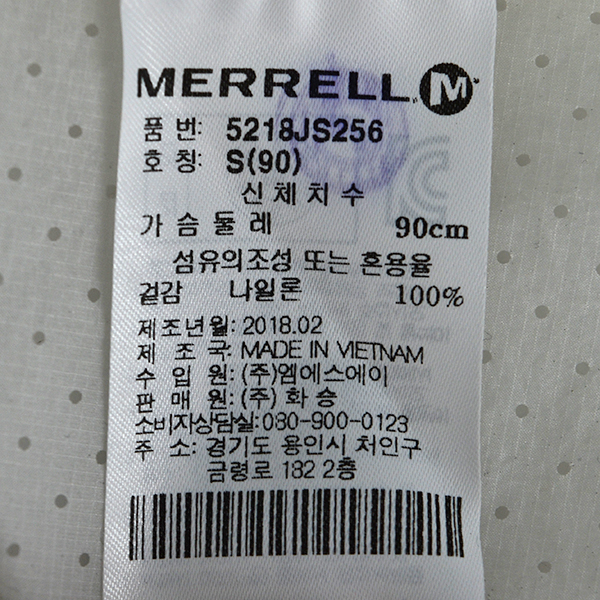 MERRELL M
품 번: 5218JS256
호 칭: S(90)
신체치수
가슴둘레 90cm
섬유의조성 또는 혼용율
겉감 나일론 100%
제조년월: 2018.02
제 조 국: MADE IN VIETNAM
수 입 원: (주)엠에스에이
판 매 원: (주) 화 승
소비자상담실: 080-900-0123
주 소: 경기도 용인시 처인구
금령로 182 2층